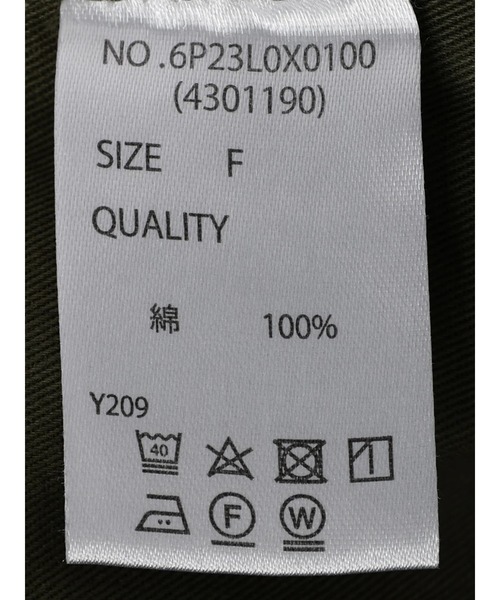 NO.6P23L0X0100
(4301190)
SIZE F
QUALITY
綿 100%
Y209
40
F W